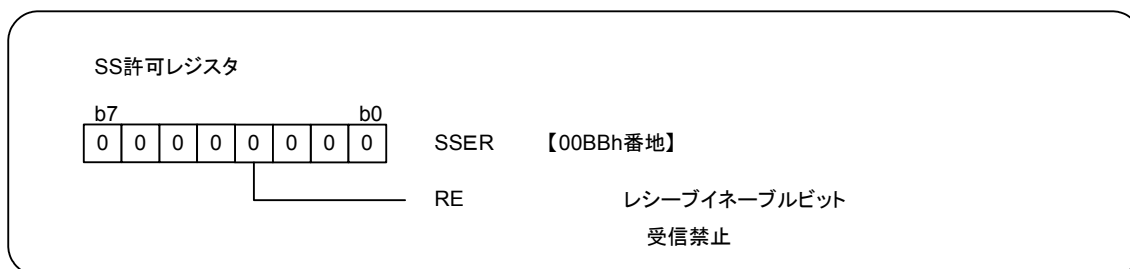 SS許可レジスタ
b7 b0
0 0 0 0 0 0 0 0 SSER 【00BBh番地】
RE レシーブイネーブルビット
受信禁止